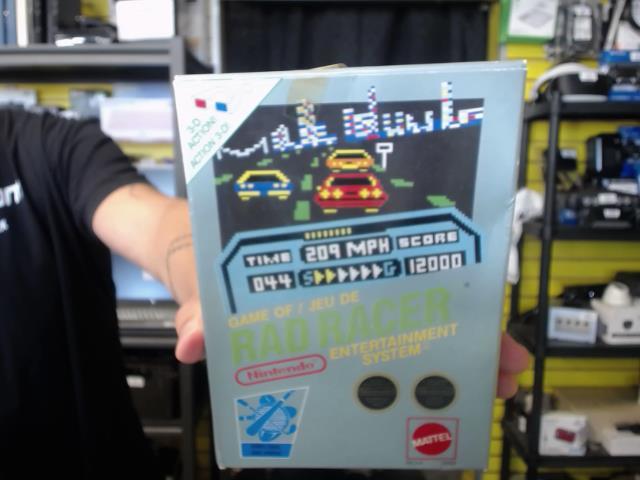 3-D
ACTION!
ACTION 3-D!
TIME 209 MPH SCORE
044 S G 12000
GAME OF / JEU DE
RAD RACER
Nintendo ENTERTAINMENT
SYSTEM™
MATTEL